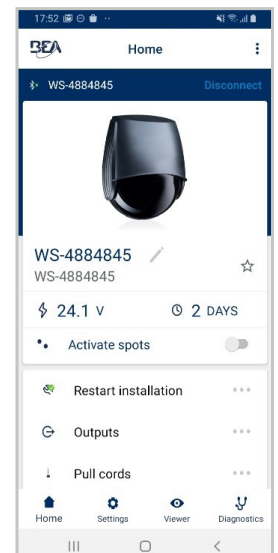 17:52
BEA Home
WS-4884845 Disconnect
WS-4884845
WS-4884845
24.1 V 2 DAYS
Activate spots
Restart installation
Outputs
Pull cords
Home Settings Viewer Diagnostics